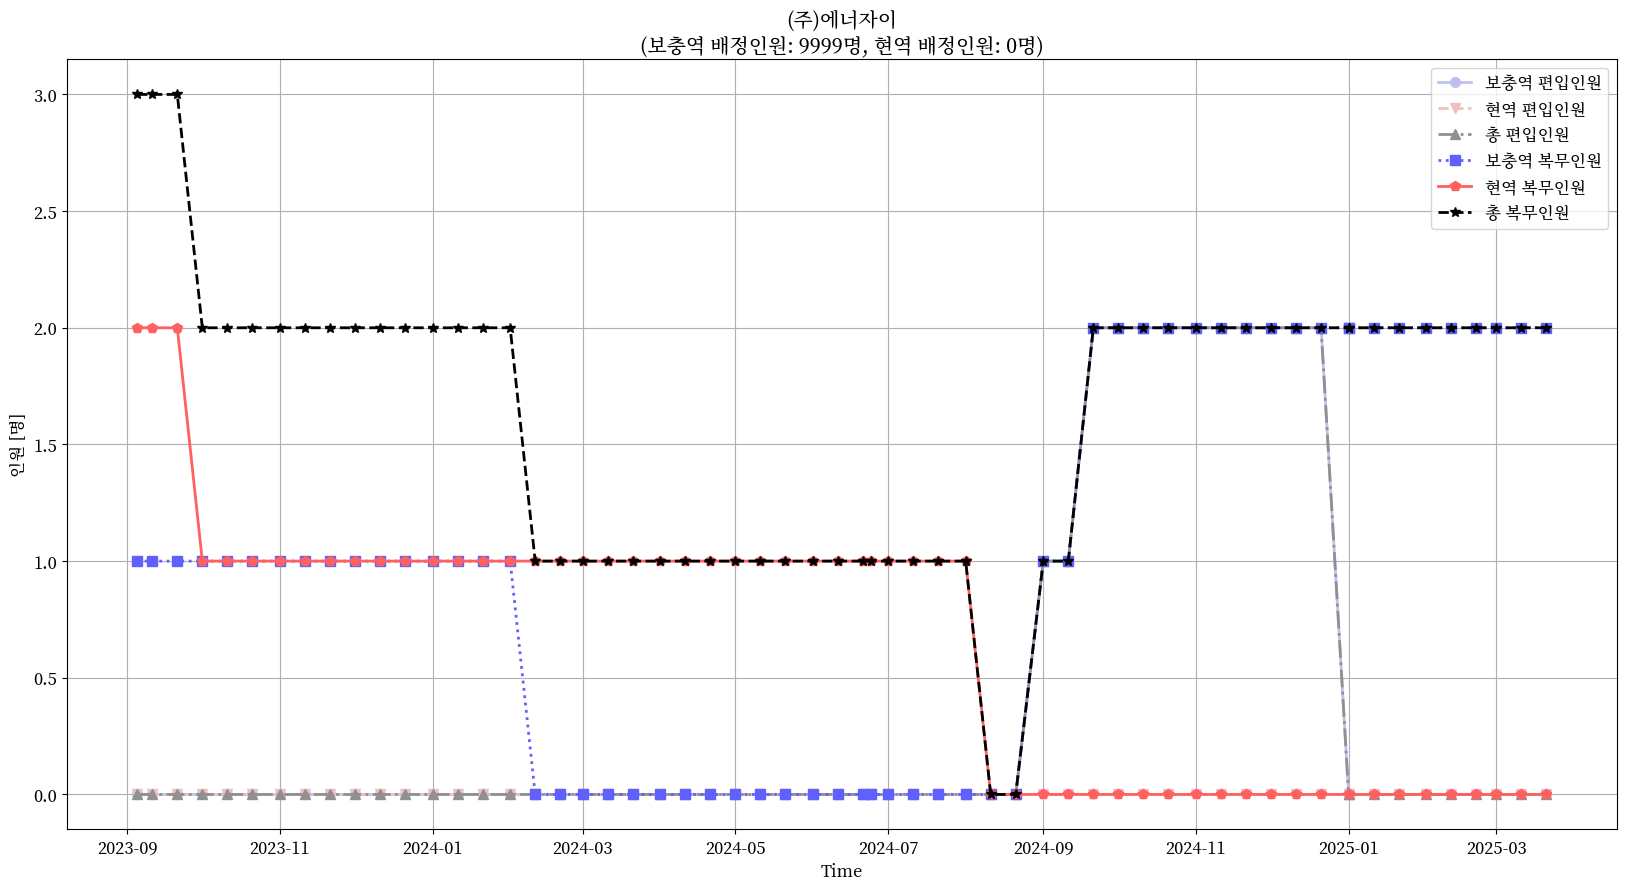 (주)에너자이
(보충역 배정인원: 9999명, 현역 배정인원: 0명)
보충역 편입인원
현역 편입인원
총 편입인원
보충역 복무인원
현역 복무인원
총 복무인원
3.0
2.5
2.0
1.5
1.0
0.5
0.0
인원 [명]
2023-09
2023-11
2024-01
2024-03
2024-05
2024-07
2024-09
2024-11
2025-01
2025-03
Time